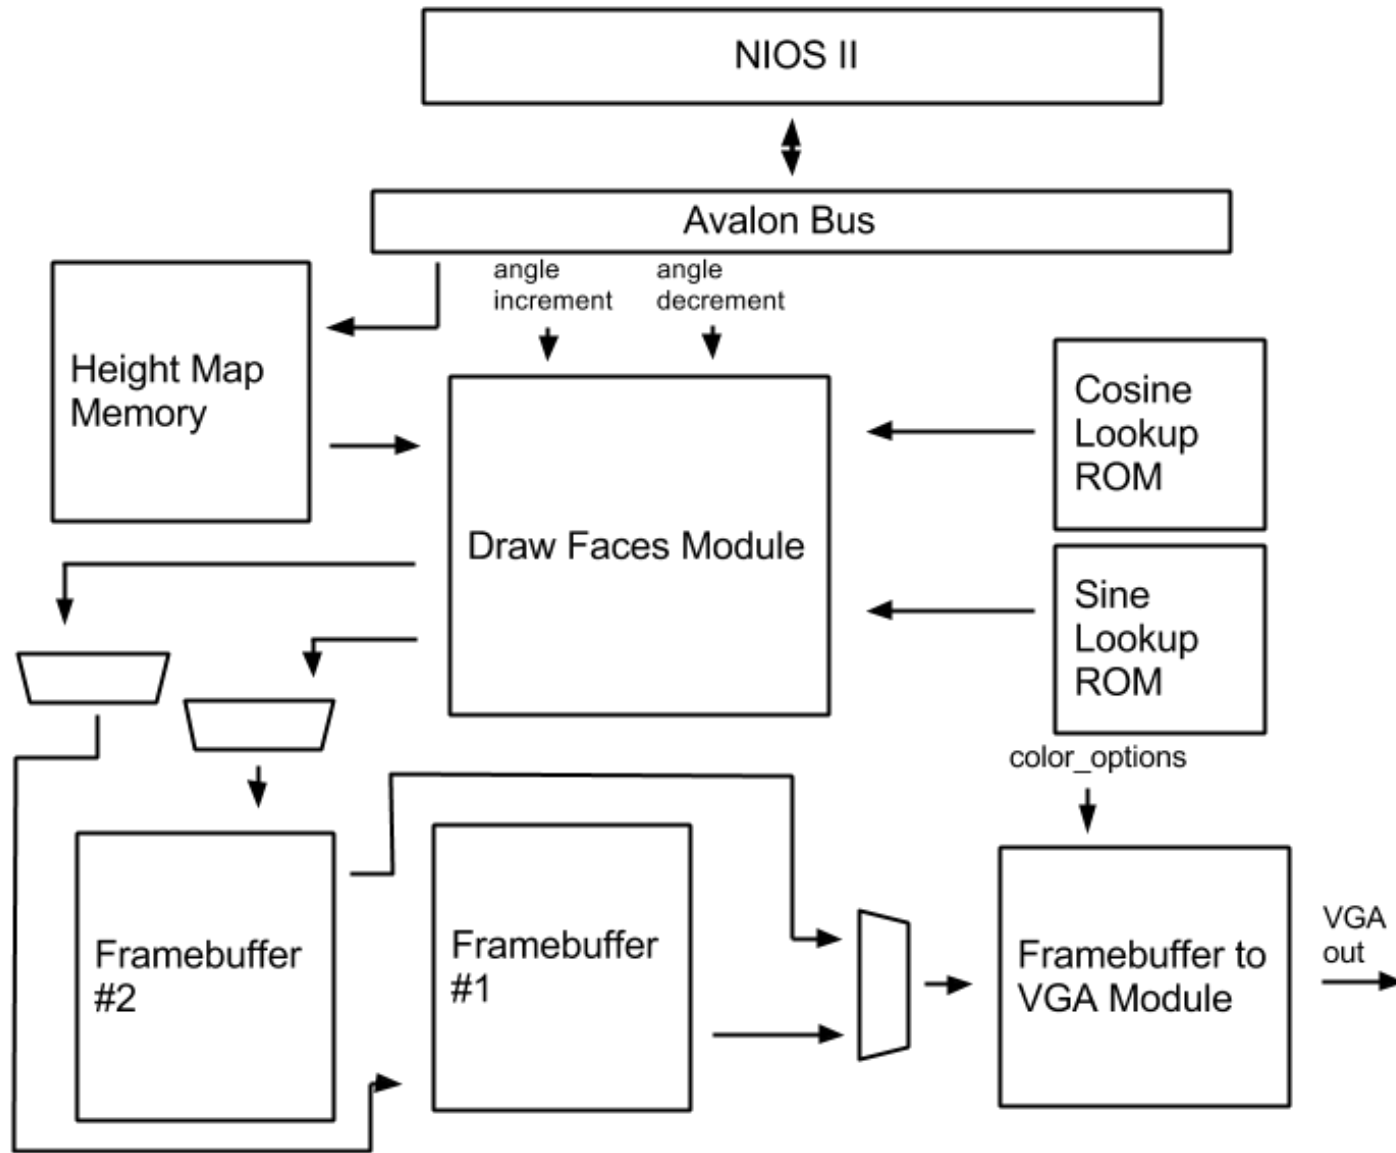 NIOS II
Avalon Bus
angle
increment
angle
decrement
Height Map
Memory
Cosine
Lookup
ROM
Draw Faces Module
Sine
Lookup
ROM
color_options
Framebuffer
#2
Framebuffer
#1
Framebuffer to
VGA Module
VGA
out